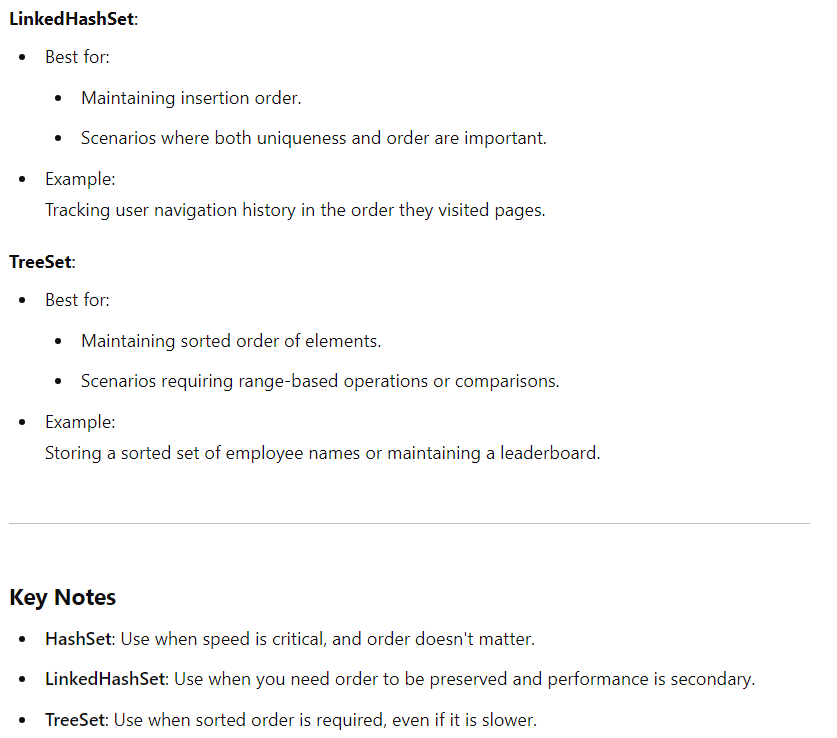 LinkedHashSet:
• Best for:
• Maintaining insertion order.
• Scenarios where both uniqueness and order are important.
• Example:
Tracking user navigation history in the order they visited pages.
TreeSet:
• Best for:
• Maintaining sorted order of elements.
• Scenarios requiring range-based operations or comparisons.
• Example:
Storing a sorted set of employee names or maintaining a leaderboard.
Key Notes
• HashSet: Use when speed is critical, and order doesn't matter.
• LinkedHashSet: Use when you need order to be preserved and performance is secondary.
• TreeSet: Use when sorted order is required, even if it is slower.